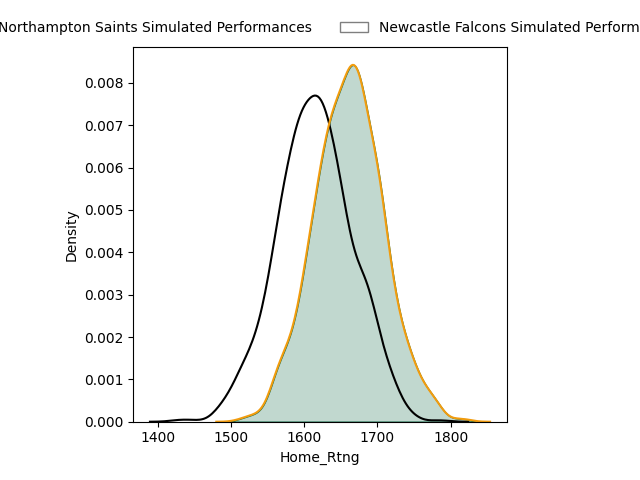 Northampton Saints Simulated Performances
Newcastle Falcons Simulated Perform
0.008
0.007
0.006
0.005
0.004
0.003
0.002
0.001
0.000
Density
1400 1500 1600 1700 1800
Home_Rtng